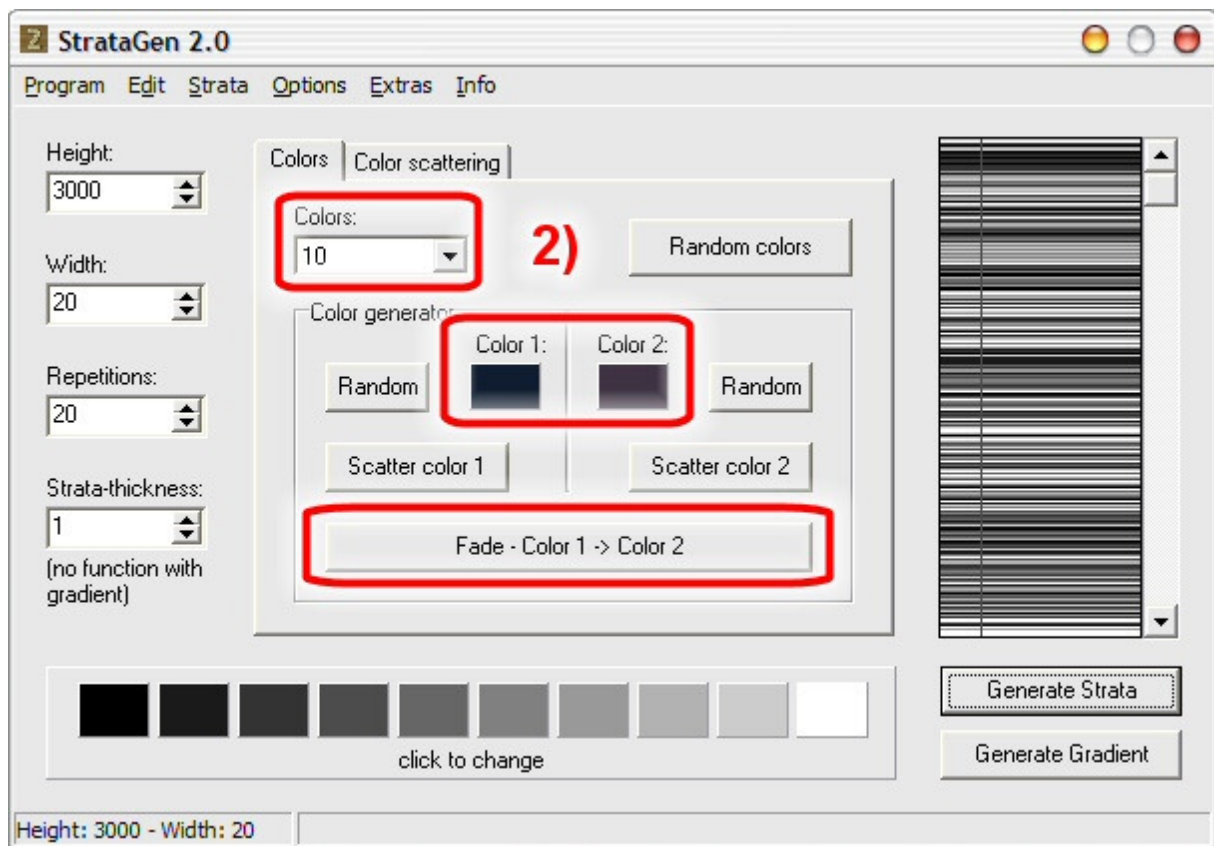 StrataGen 2.0
Program Edit Strata Options Extras Info
Height:
3000
Width:
20
Repetitions:
20
Strata-thickness:
1
(no function with
gradient)
Colors
Color scattering
Colors:
10
2)
Random colors
Color generator
Color 1:
Color 2:
Random
Random
Scatter color 1
Scatter color 2
Fade - Color 1 -> Color 2
click to change
Generate Strata
Generate Gradient
Height: 3000 - Width: 20